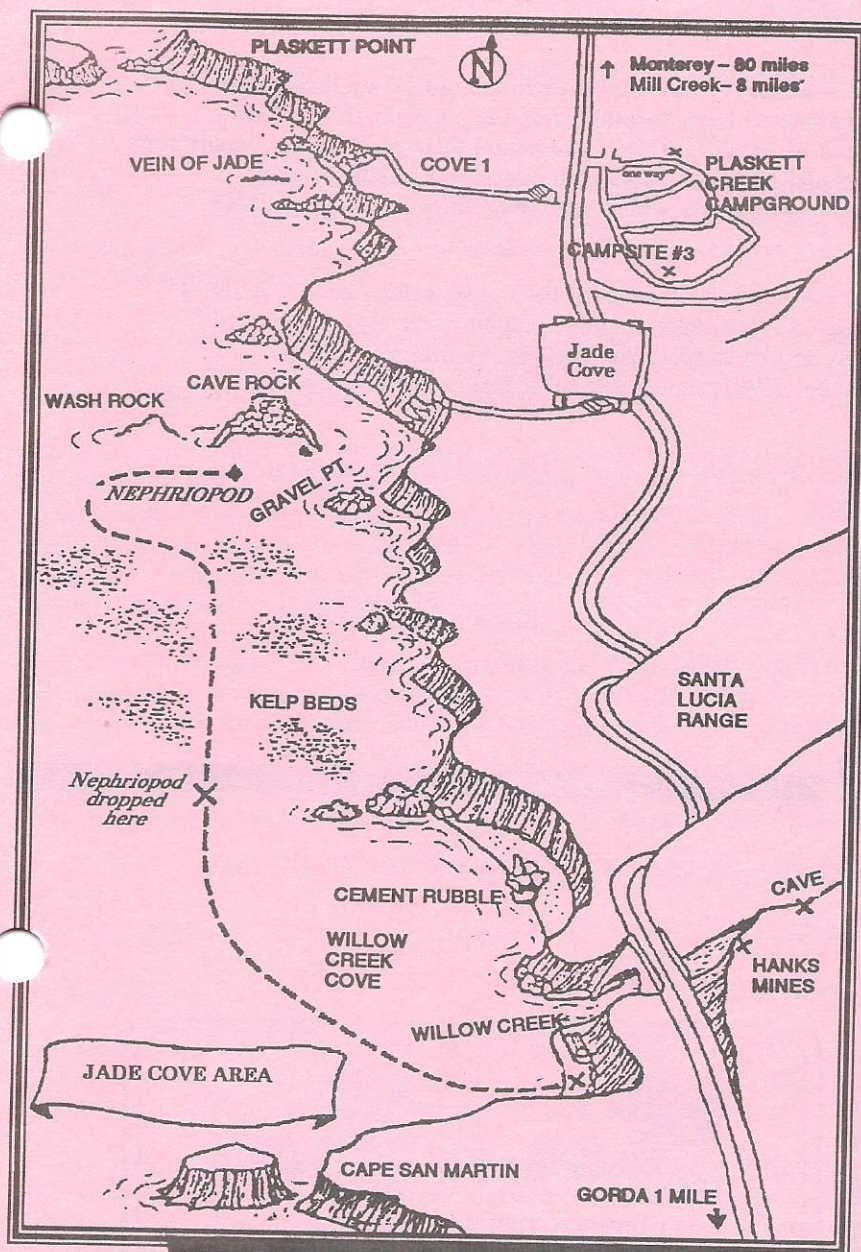 PLASKETT POINT
N
Monterey – 80 miles
Mill Creek– 8 miles
VEIN OF JADE
COVE 1
one way
PLASKETT
CREEK
CAMPGROUND
CAMPSITE #3
Jade
Cove
CAVE ROCK
WASH ROCK
NEPHRIOPOD
GRAVEL PT.
SANTA
LUCIA
RANGE
KELP BEDS
Nephriopod
dropped
here
CAVE
CEMENT RUBBLE
WILLOW
CREEK
COVE
HANKS
MINES
WILLOW CREEK
JADE COVE AREA
CAPE SAN MARTIN
GORDA 1 MILE